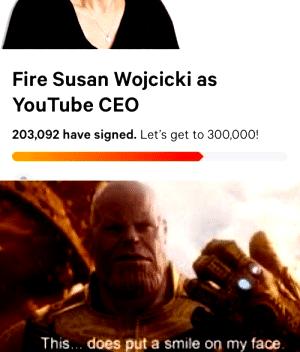 Fire Susan Wojcicki as
YouTube CEO
203,092 have signed. Let's get to 300,000!
This... does put a smile on my face.